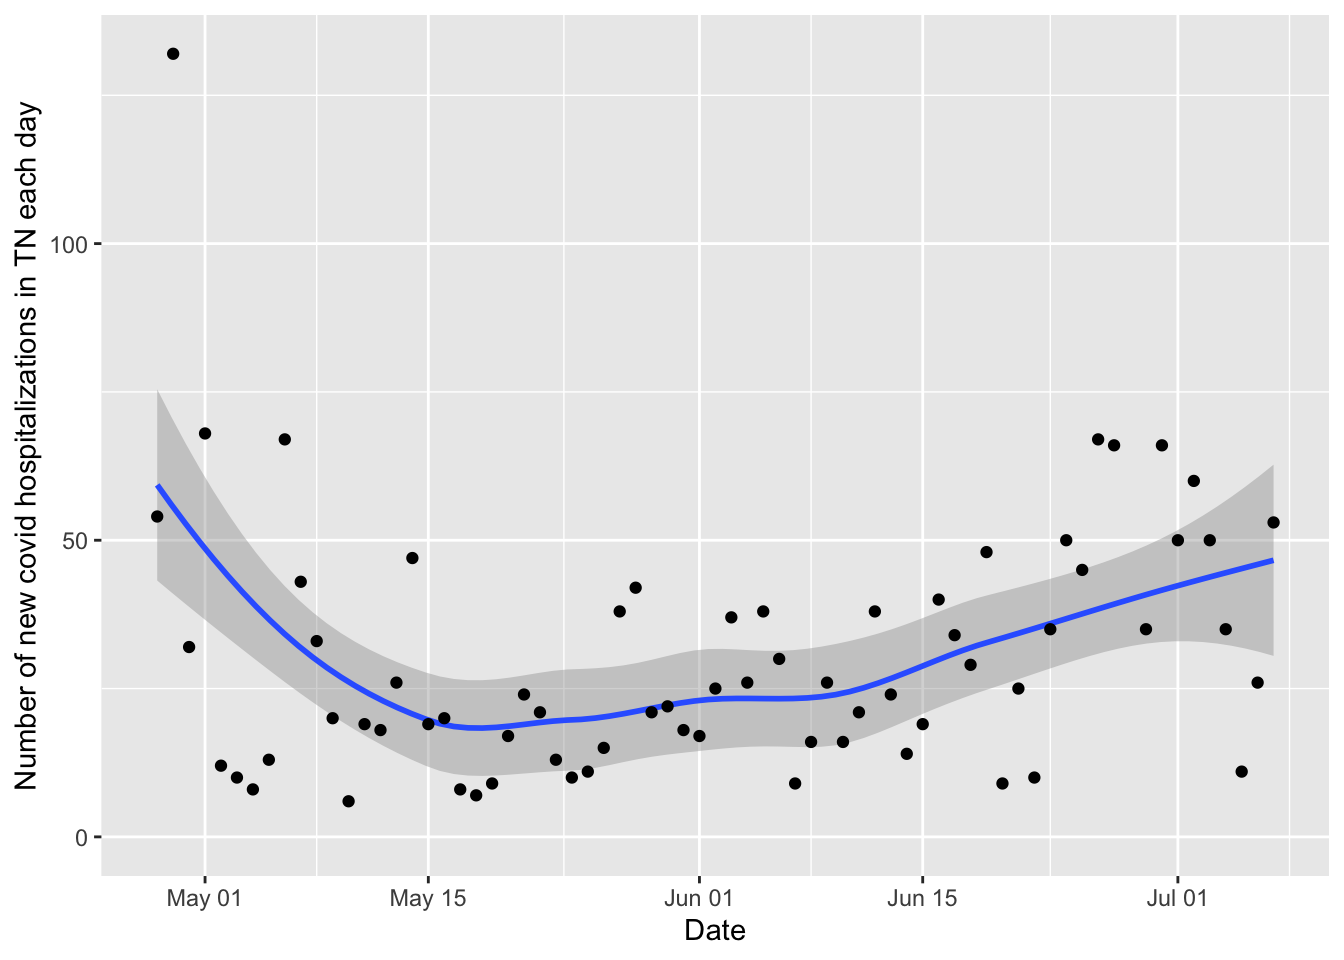 Number of new covid hospitalizations in TN each day
100
50
0
May 01
May 15
Jun 01
Jun 15
Jul 01
Date